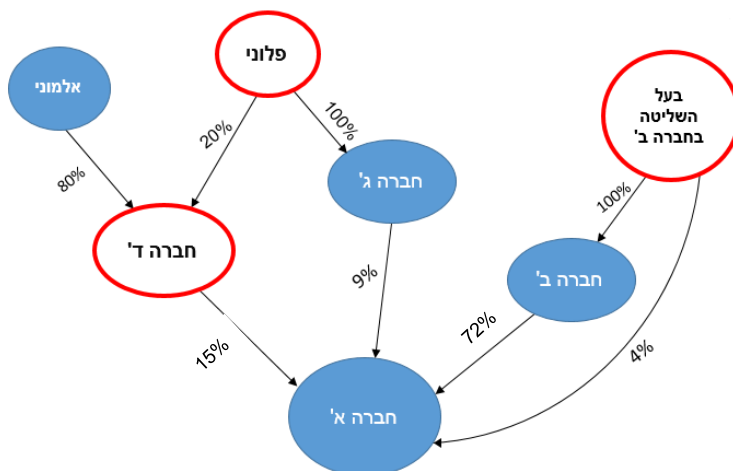 פלוני
אלמוני
בעל
השליטה
בחברה ב'
100%
20%
80%
חברה ג'
100%
חברה ד'
חברה ב'
9%
72%
15%
4%
חברה א'